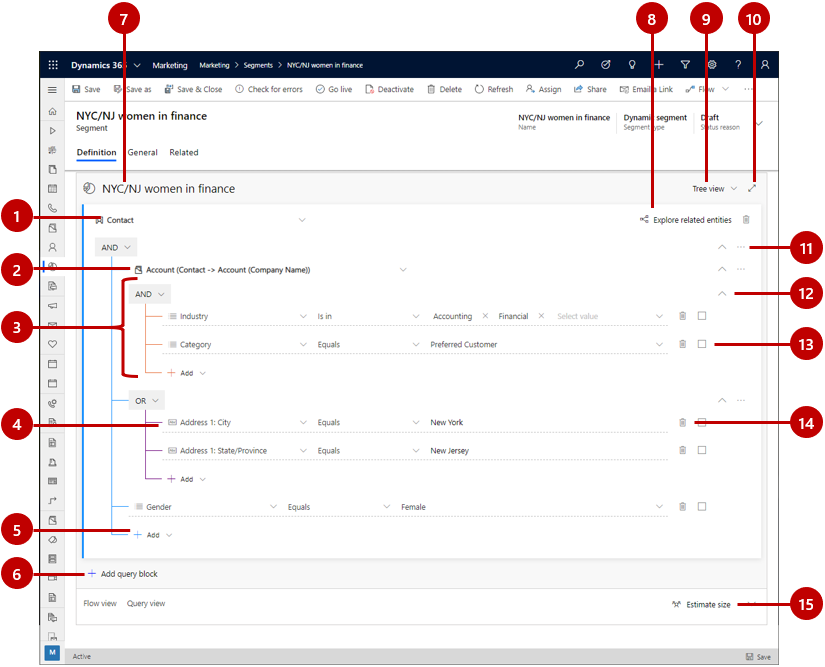 7 8 9 10
Dynamics 365 Marketing Marketing > Segments > NYC/NJ women in finance
Save Save as Save & Close Check for errors Go live Deactivate Delete Refresh Assign Share Email a Link Flow
NYC/NJ women in finance
Segment
NYC/NJ women in finance Dynamic segment Draft
Name Segment type Status reason
Definition General Related
NYC/NJ women in finance Tree view
1 Contact Explore related entities
AND 11
2 Account (Contact -> Account (Company Name))
AND 12
3 Industry Is in Accounting Financial Select value
Category Equals Preferred Customer 13
Add
OR
4 Address 1: City Equals New York 14
Address 1: State/Province Equals New Jersey
Add
Gender Equals Female
5 Add
6 Add query block
Flow view Query view Estimate size 15
M Active Save